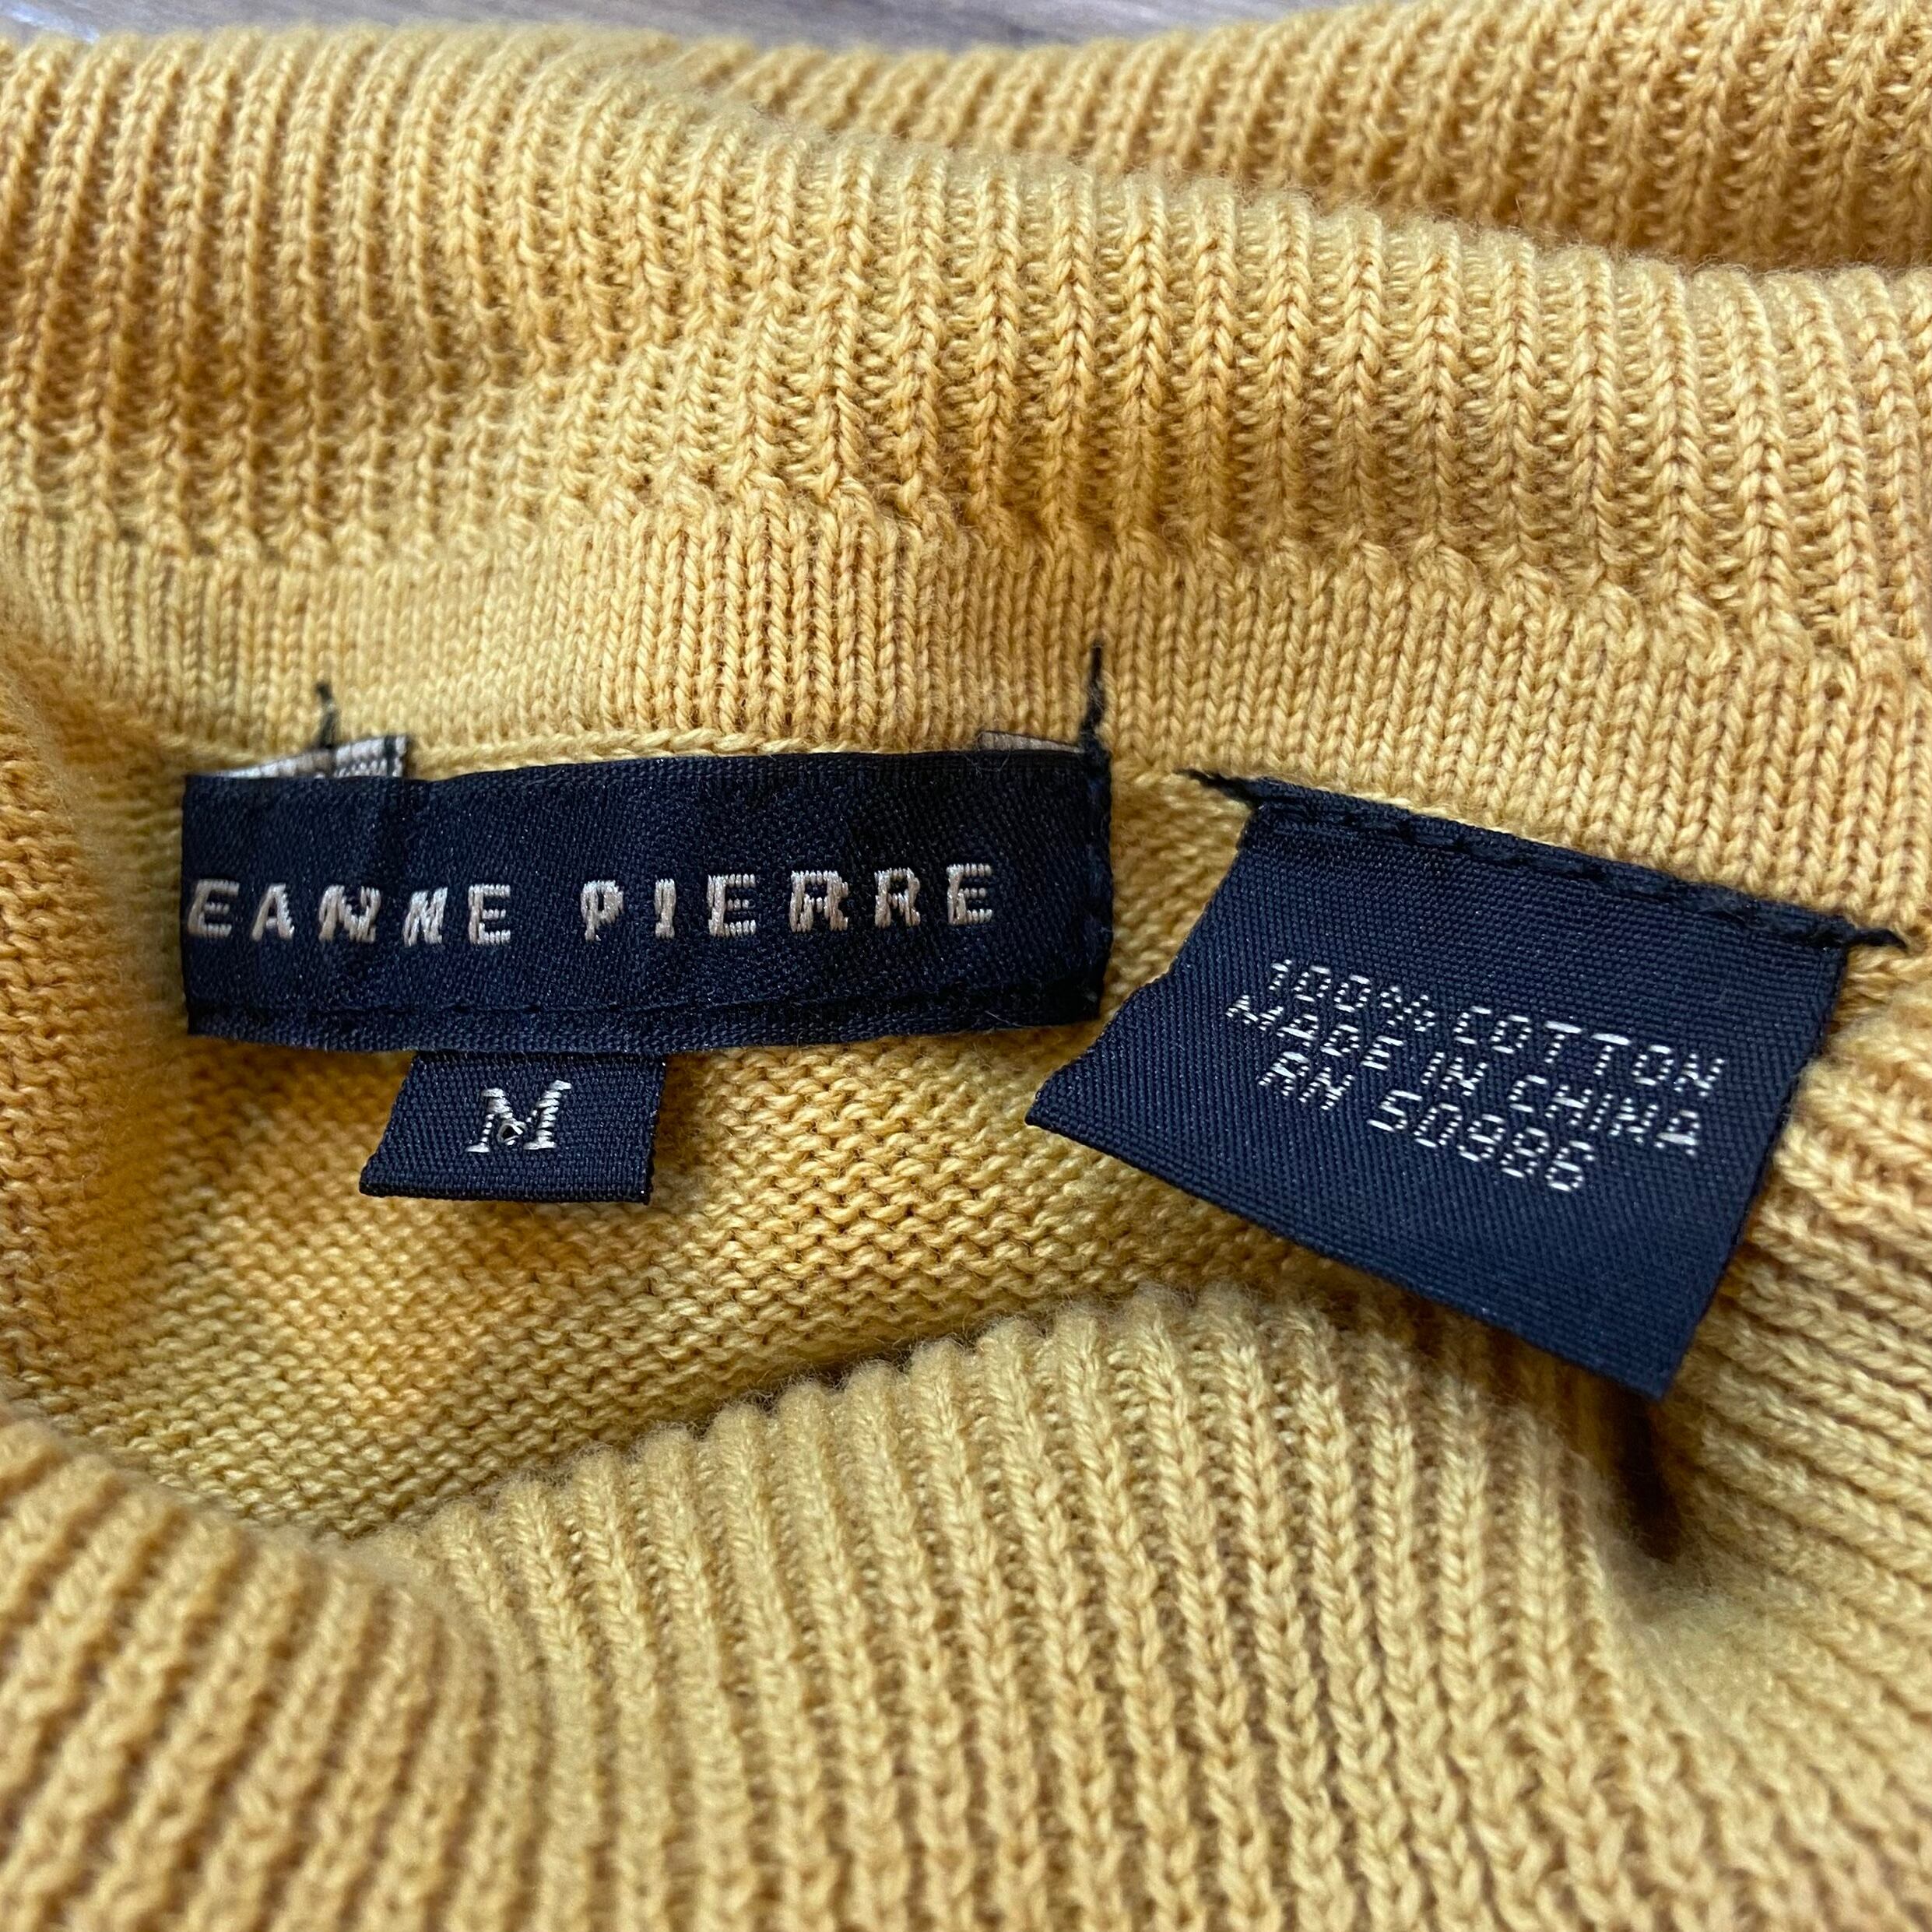 EANNE PIERRE
M
100% COTTON
MADE IN CHINA
RN 50986